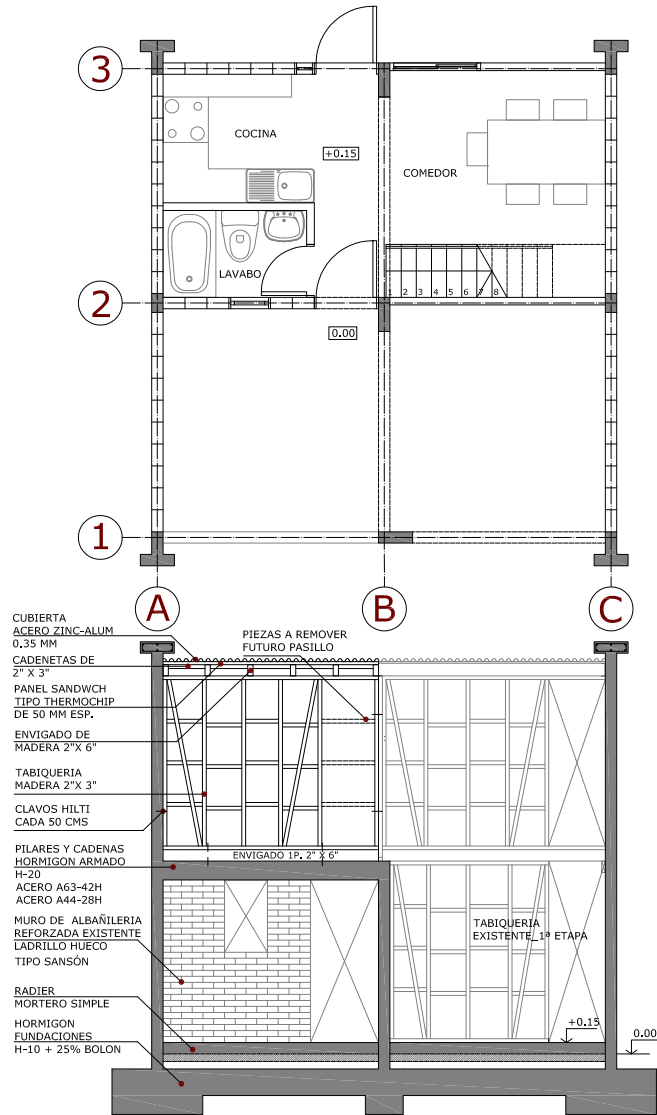 3
COCINA
+0.15
COMEDOR
LAVABO
2
1 2 3 4 5 6 7 8
0.00
1
A
B
C
CUBIERTA
ACERO ZINC-ALUM
0.35 MM
CADENETAS DE
2" X 3"
PANEL SANDWCH
TIPO THERMOCHIP
DE 50 MM ESP.
ENVIGADO DE
MADERA 2"X 6"
TABIQUERIA
MADERA 2"X 3"
CLAVOS HILTI
CADA 50 CMS
PILARES Y CADENAS
HORMIGON ARMADO
H-20
ACERO A63-42H
ACERO A44-28H
MURO DE ALBAÑILERIA
REFORZADA EXISTENTE
LADRILLO HUECO
TIPO SANSÓN
RADIER
MORTERO SIMPLE
HORMIGON
FUNDACIONES
H-10 + 25% BOLON
PIEZAS A REMOVER
FUTURO PASILLO
ENVIGADO 1P. 2" X 6"
TABIQUERIA
EXISTENTE_1ª ETAPA
+0.15
0.00